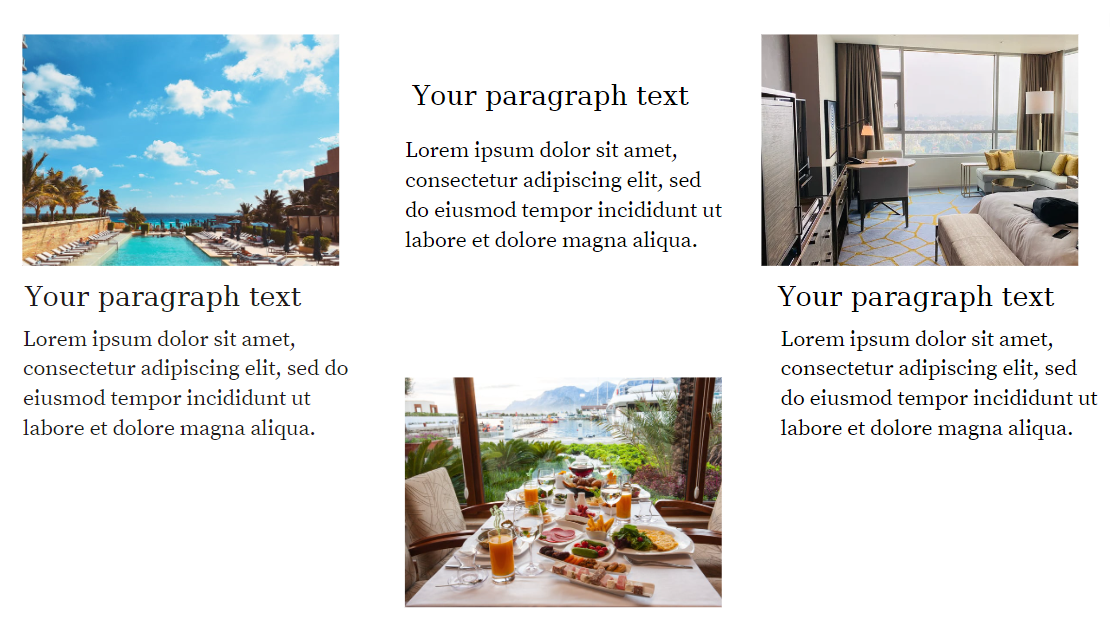 Your paragraph text
Lorem ipsum dolor sit amet,
consectetur adipiscing elit, sed do
eiusmod tempor incididunt ut
labore et dolore magna aliqua.
Your paragraph text
Lorem ipsum dolor sit amet,
consectetur adipiscing elit, sed
do eiusmod tempor incididunt ut
labore et dolore magna aliqua.
Your paragraph text
Lorem ipsum dolor sit amet,
consectetur adipiscing elit, sed
do eiusmod tempor incididunt ut
labore et dolore magna aliqua.